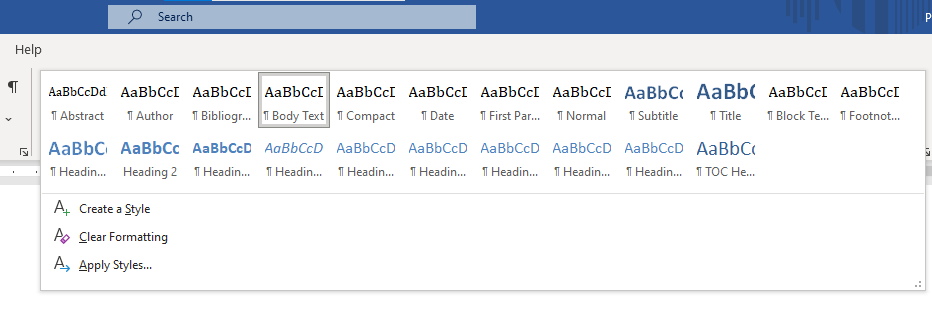 Search
P
Help
¶
AaBbCcDd AaBbCcI AaBbCcI AaBbCcI AaBbCcI AaBbCcI AaBbCcI AaBbCcI AaBbCc AaBbC AaBbCcI AaBbCcI
¶ Abstract ¶ Author ¶ Bibliogr... ¶ Body Text ¶ Compact ¶ Date ¶ First Par... ¶ Normal ¶ Subtitle ¶ Title ¶ Block Te... ¶ Footnot...
AaBbC AaBbCc AaBbCcD AaBbCcD AaBbCcD AaBbCcD AaBbCcD AaBbCcD AaBbCcD AaBbCc
¶ Headin... Heading 2 ¶ Headin... ¶ Headin... ¶ Headin... ¶ Headin... ¶ Headin... ¶ Headin... ¶ Headin... ¶ TOC He...
Create a Style
Clear Formatting
Apply Styles...